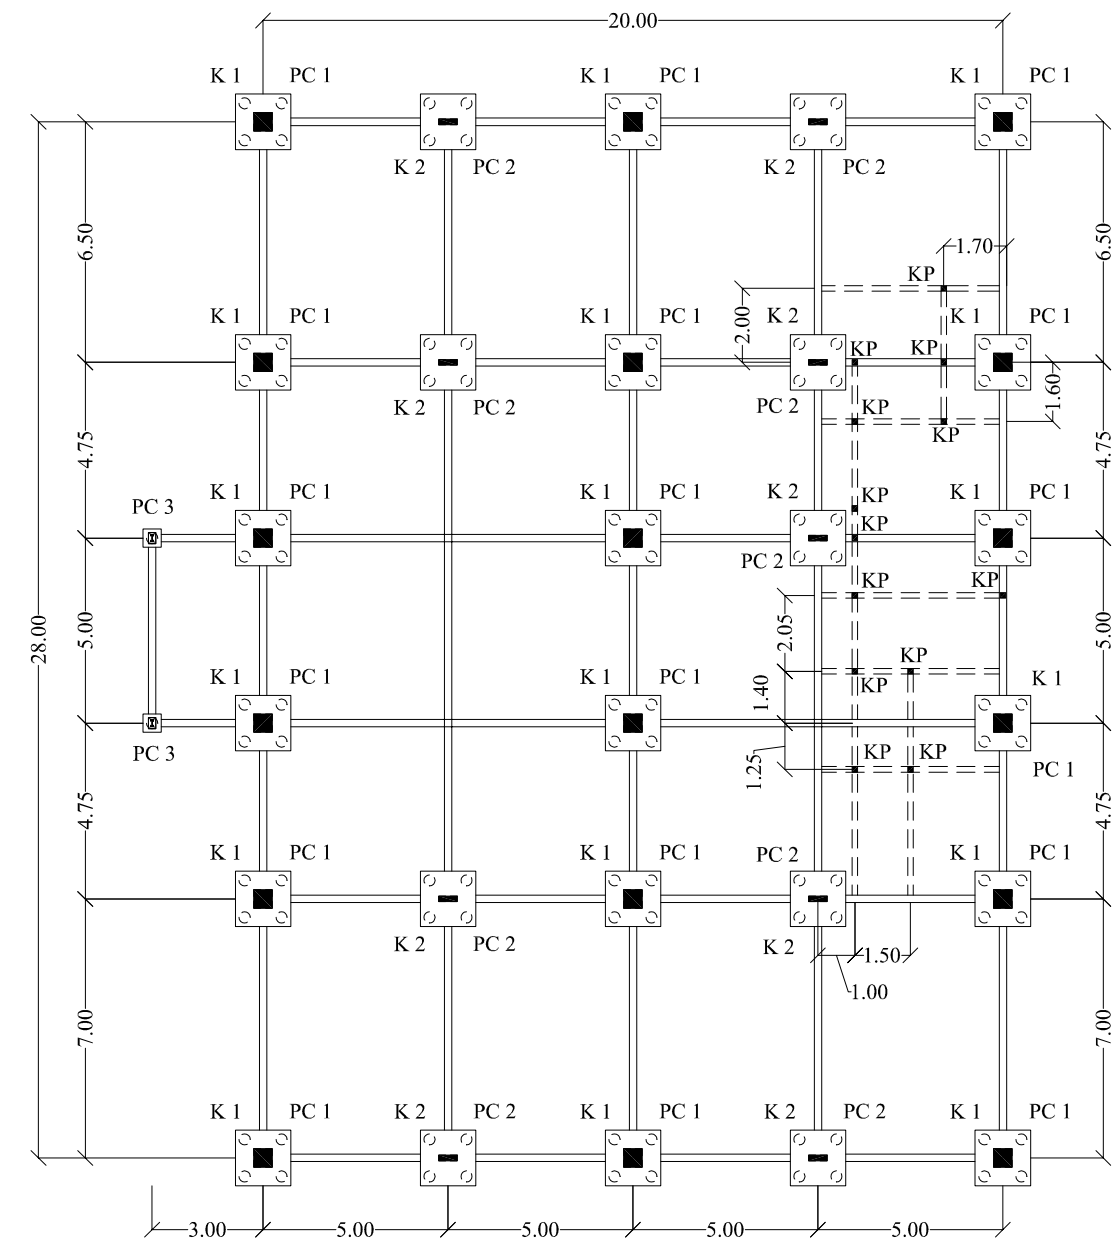 20.00
K 1 PC 1 K 1 PC 1 K 1 PC 1
K 2 PC 2 K 2 PC 2
6.50 1.70 6.50
KP
2.00
K 1 PC 1 K 1 PC 1 K 2 K 1 PC 1
KP KP
1.60
K 2 PC 2 PC 2 KP
KP
4.75 4.75
K 1 PC 1 K 1 PC 1 K 2 KP K 1 PC 1
PC 3
KP
PC 2
KP KP
28.00 5.00 2.05 5.00
KP
K 1 PC 1 K 1 PC 1 1.40 KP K 1
PC 3 KP KP
1.25 PC 1
4.75 4.75
K 1 PC 1 K 1 PC 1 PC 2 K 1 PC 1
K 2 PC 2 K 2 1.50
1.00
7.00 7.00
K 1 PC 1 K 2 PC 2 K 1 PC 1 K 2 PC 2 K 1 PC 1
3.00 5.00 5.00 5.00 5.00